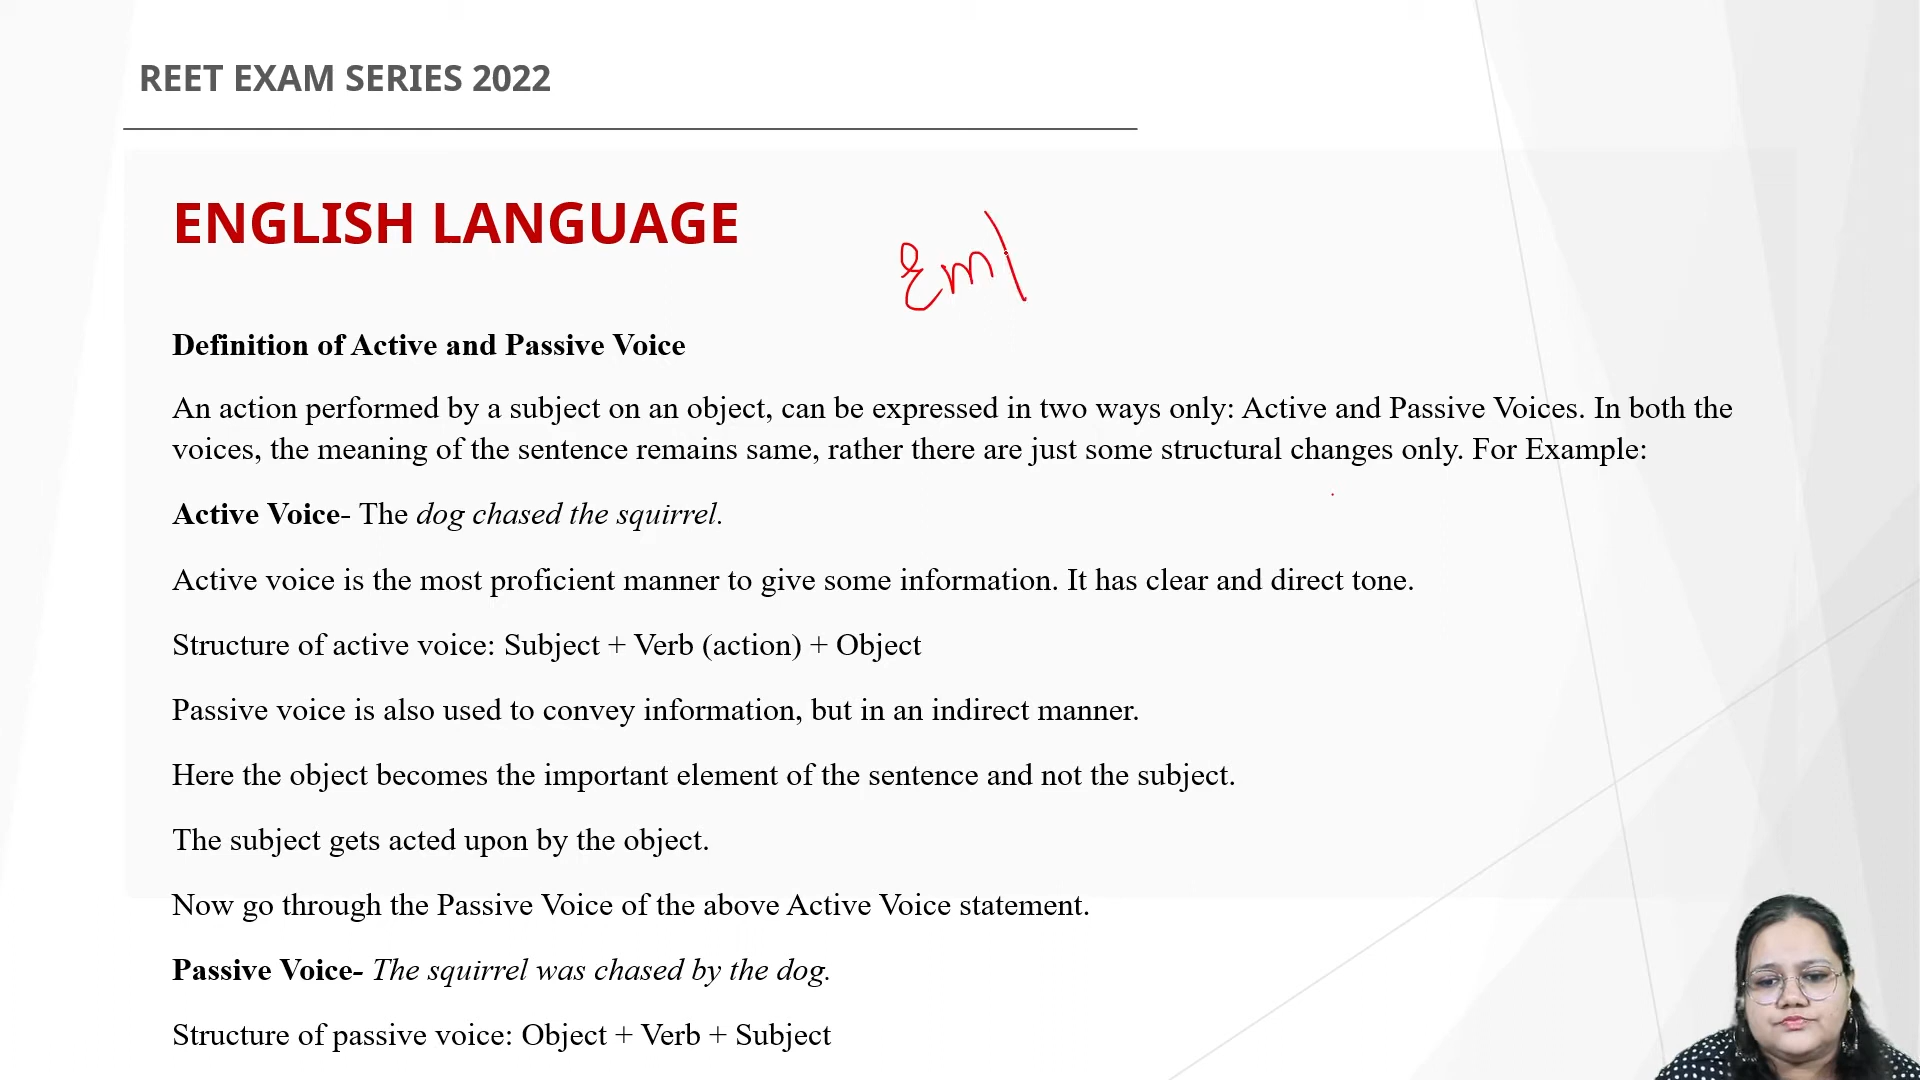 REET EXAM SERIES 2022
ENGLISH LANGUAGE
Definition of Active and Passive Voice
An action performed by a subject on an object, can be expressed in two ways only: Active and Passive Voices. In both the
voices, the meaning of the sentence remains same, rather there are just some structural changes only. For Example:
Active Voice- The dog chased the squirrel.
Active voice is the most proficient manner to give some information. It has clear and direct tone.
Structure of active voice: Subject + Verb (action) + Object
Passive voice is also used to convey information, but in an indirect manner.
Here the object becomes the important element of the sentence and not the subject.
The subject gets acted upon by the object.
Now go through the Passive Voice of the above Active Voice statement.
Passive Voice- The squirrel was chased by the dog.
Structure of passive voice: Object + Verb + Subject